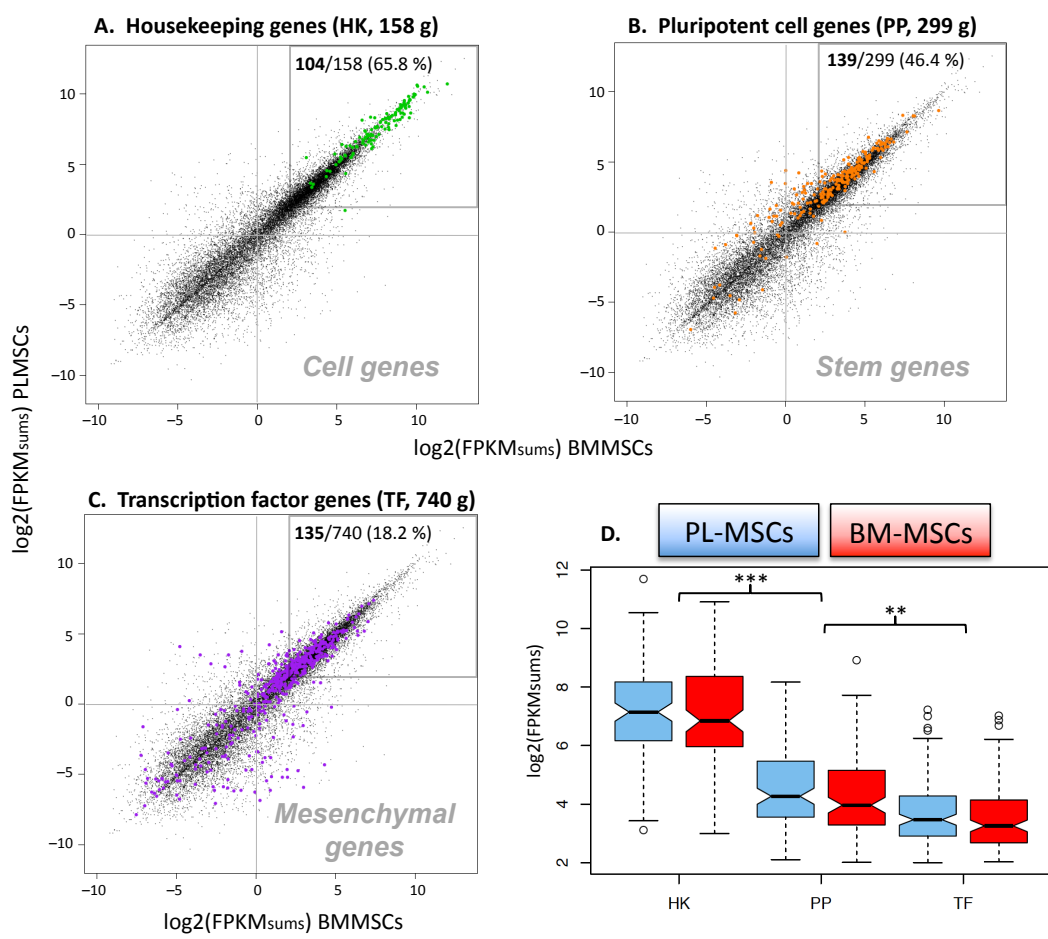 A. Housekeeping genes (HK, 158 g)
104/158 (65.8 %)
10
5
0
−5
−10
Cell genes
−10
−5
0
5
10
B. Pluripotent cell genes (PP, 299 g)
139/299 (46.4 %)
10
5
0
−5
−10
Stem genes
−10
−5
0
5
10
log2(FPKMsums) PLMSCs
log2(FPKMsums) BMMSCs
C. Transcription factor genes (TF, 740 g)
135/740 (18.2 %)
10
5
0
−5
−10
Mesenchymal
genes
−10
−5
0
5
10
log2(FPKMsums) BMMSCs
D.
PL-MSCs
BM-MSCs
***
**
log2(FPKMsums)
12
10
8
6
4
2
HK
PP
TF